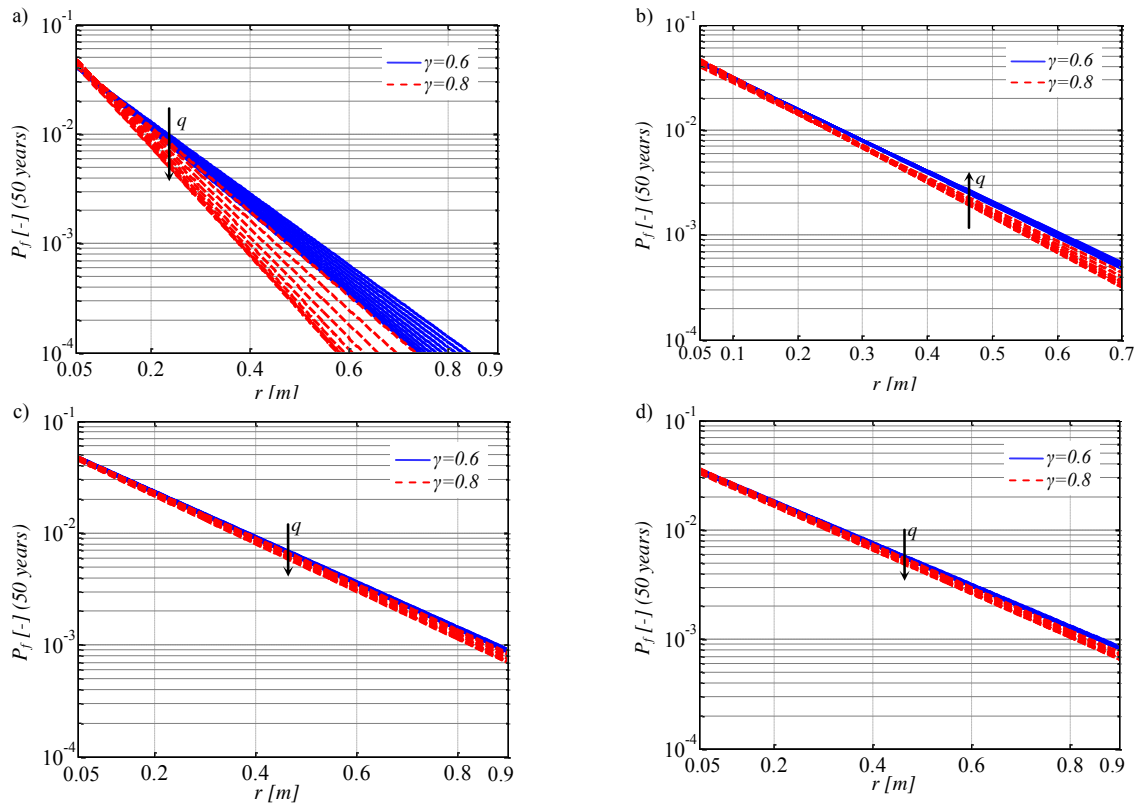 a)
10^-1
10^-2
10^-3
10^-4
P_f [-] (50 years)
γ=0.6
γ=0.8
q
0.05 0.2 0.4 0.6 0.8 0.9
r [m]
b)
10^-1
10^-2
10^-3
10^-4
P_f [-] (50 years)
γ=0.6
γ=0.8
q
0.05 0.1 0.2 0.3 0.4 0.5 0.6 0.7
r [m]
c)
10^-1
10^-2
10^-3
10^-4
P_f [-] (50 years)
γ=0.6
γ=0.8
q
0.05 0.2 0.4 0.6 0.8 0.9
r [m]
d)
10^-1
10^-2
10^-3
10^-4
P_f [-] (50 years)
γ=0.6
γ=0.8
q
0.05 0.2 0.4 0.6 0.8 0.9
r [m]